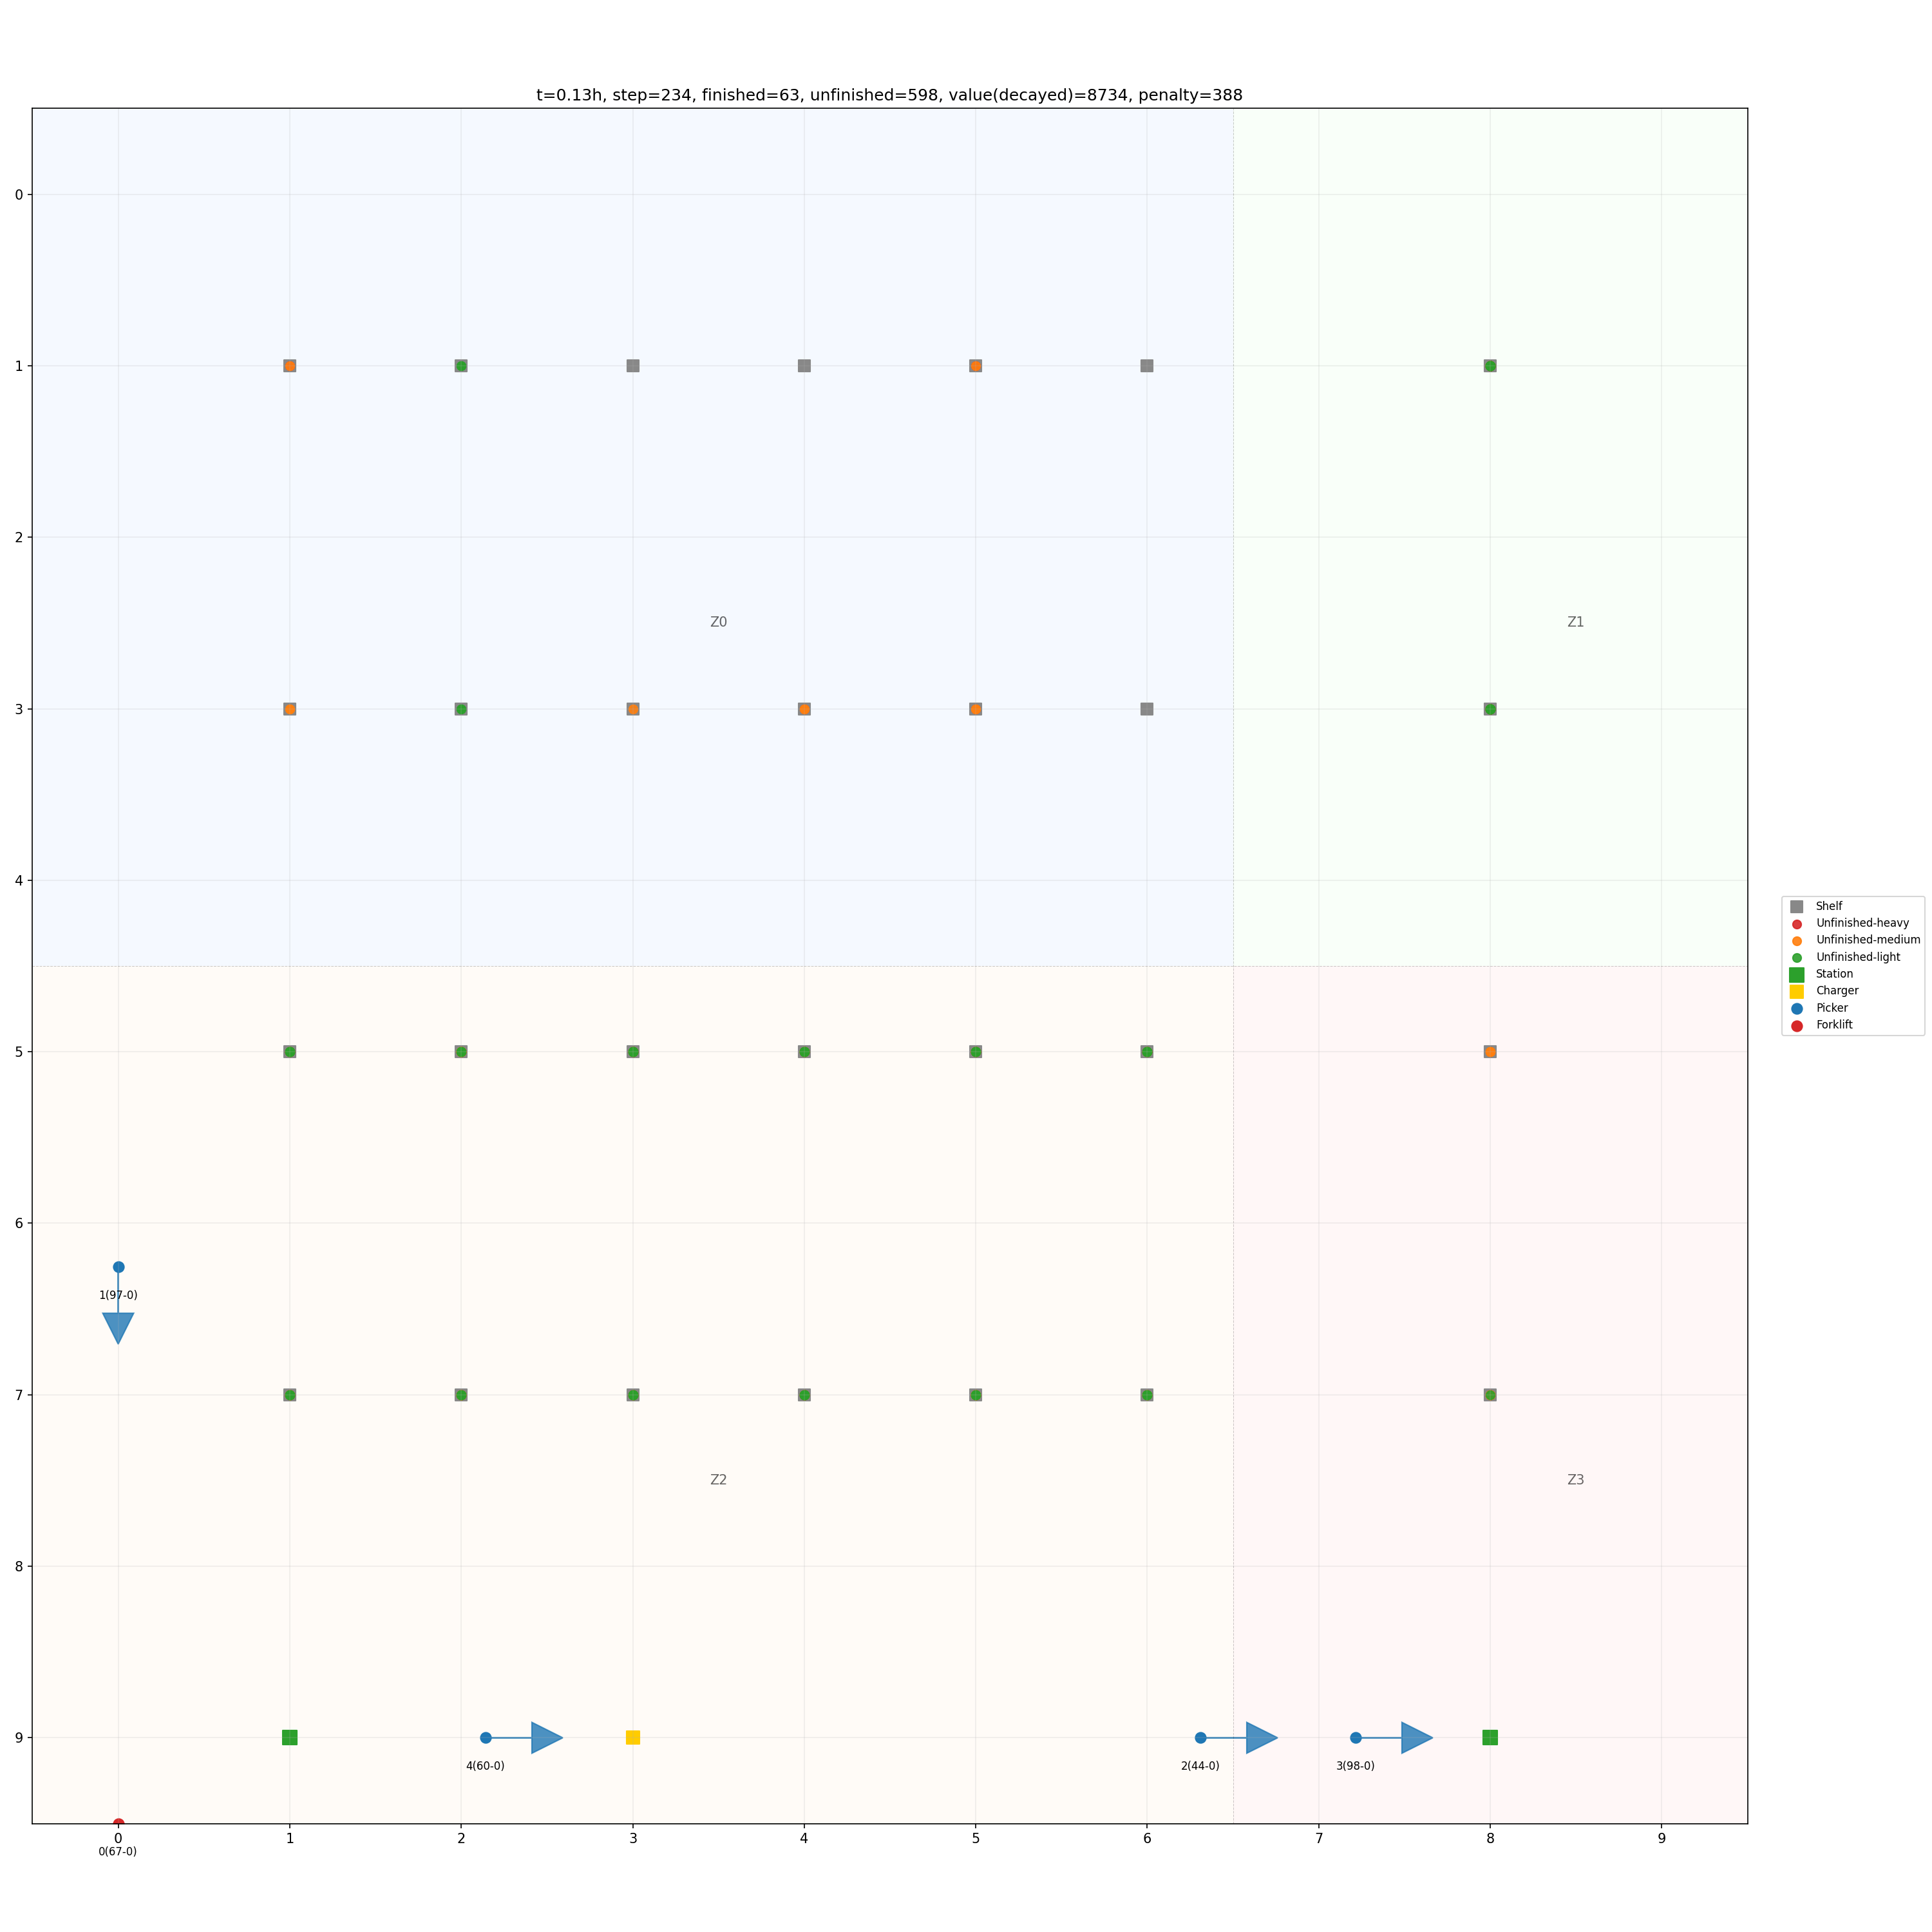 t=0.13h, step=234, finished=63, unfinished=598, value(decayed)=8734, penalty=388
0
1
2
Z0
Z1
3
4
Shelf
Unfinished-heavy
Unfinished-medium
Unfinished-light
Station
Charger
Picker
Forklift
5
6
1(97-0)
7
Z2
Z3
8
9
4(60-0)
2(44-0)
3(98-0)
0 1 2 3 4 5 6 7 8 9
0(67-0)